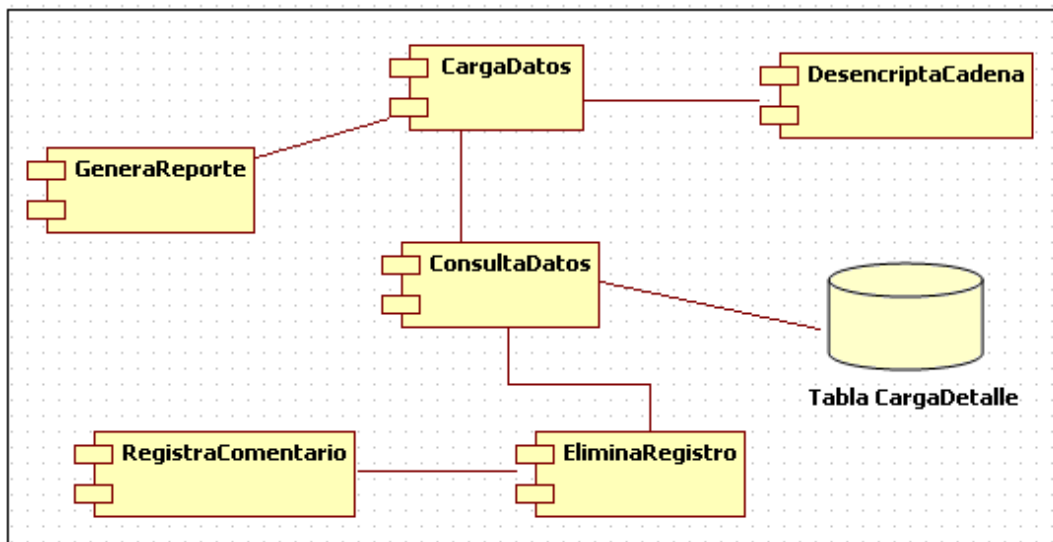 CargaDatos
DesencriptaCadena
GeneraReporte
ConsultaDatos
Tabla CargaDetalle
RegistraComentario
EliminaRegistro